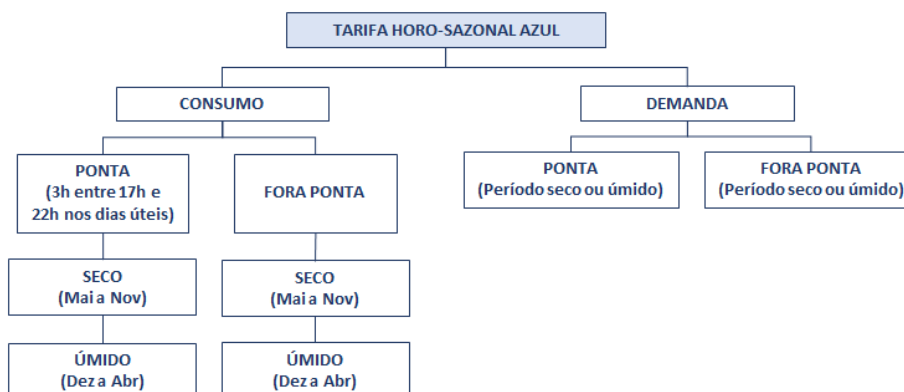 TARIFA HORO-SAZONAL AZUL
CONSUMO
DEMANDA
PONTA
(3h entre 17h e
22h nos dias úteis)
FORA PONTA
PONTA
(Período seco ou úmido)
FORA PONTA
(Período seco ou úmido)
SECO
(Mai a Nov)
SECO
(Mai a Nov)
ÚMIDO
(Dez a Abr)
ÚMIDO
(Dez a Abr)